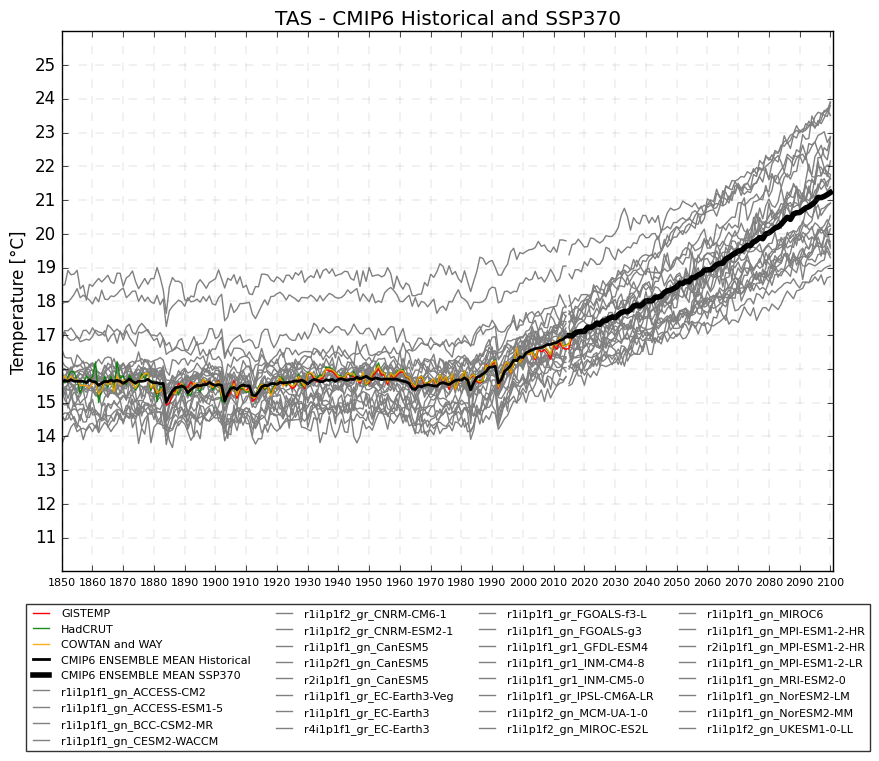 TAS - CMIP6 Historical and SSP370
Temperature [°C]
25
24
23
22
21
20
19
18
17
16
15
14
13
12
11
1850 1860 1870 1880 1890 1900 1910 1920 1930 1940 1950 1960 1970 1980 1990 2000 2010 2020 2030 2040 2050 2060 2070 2080 2090 2100
GISTEMP
HadCRUT
COWTAN and WAY
CMIP6 ENSEMBLE MEAN Historical
CMIP6 ENSEMBLE MEAN SSP370
r1i1p1f1_gn_ACCESS-CM2
r1i1p1f1_gn_ACCESS-ESM1-5
r1i1p1f1_gn_BCC-CSM2-MR
r1i1p1f1_gn_CESM2-WACCM
r1i1p1f2_gr_CNRM-CM6-1
r1i1p1f2_gr_CNRM-ESM2-1
r1i1p1f1_gn_CanESM5
r1i1p2f1_gn_CanESM5
r2i1p1f1_gn_CanESM5
r1i1p1f1_gr_EC-Earth3-Veg
r1i1p1f1_gr_EC-Earth3
r4i1p1f1_gr_EC-Earth3
r1i1p1f1_gr_FGOALS-f3-L
r1i1p1f1_gn_FGOALS-g3
r1i1p1f1_gr1_GFDL-ESM4
r1i1p1f1_gr1_INM-CM4-8
r1i1p1f1_gr1_INM-CM5-0
r1i1p1f1_gr_IPSL-CM6A-LR
r1i1p1f2_gn_MCM-UA-1-0
r1i1p1f2_gn_MIROC-ES2L
r1i1p1f1_gn_MIROC6
r1i1p1f1_gn_MPI-ESM1-2-HR
r2i1p1f1_gn_MPI-ESM1-2-HR
r1i1p1f1_gn_MPI-ESM1-2-LR
r1i1p1f1_gn_MRI-ESM2-0
r1i1p1f1_gn_NorESM2-LM
r1i1p1f1_gn_NorESM2-MM
r1i1p1f2_gn_UKESM1-0-LL